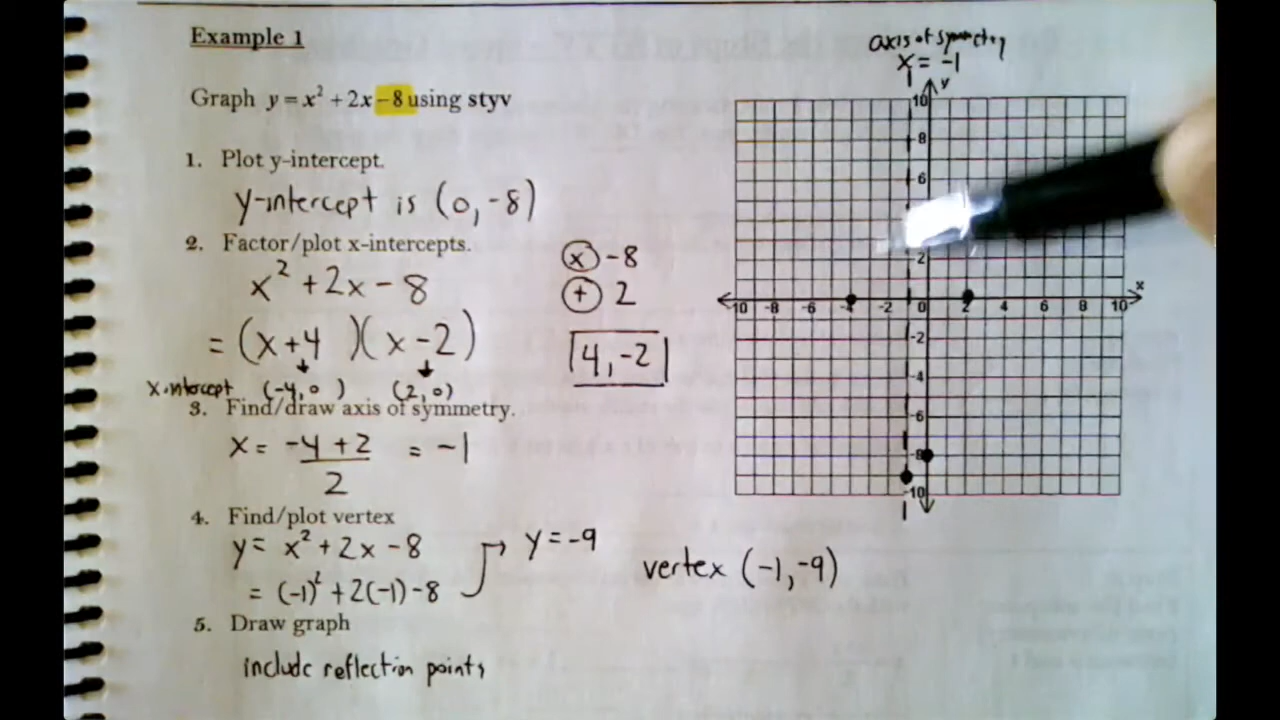 Example 1
Graph y = x² + 2x - 8 using styv
1. Plot y-intercept.
y-intercept is (0, -8)
2. Factor/plot x-intercepts.
x² + 2x - 8
= (x+4)(x-2)
x-intercept (-4, 0) (2, 0)
(x) -8
(+) 2
4, -2
3. Find/draw axis of symmetry.
x = -4 + 2 / 2 = -1
4. Find/plot vertex
y = x² + 2x - 8
= (-1)² + 2(-1) - 8
y = -9
vertex (-1, -9)
5. Draw graph
include reflection points
axis of symmetry
x = -1
y
10
8
6
2
x
-10 -8 -6 -4 -2 0 2 4 6 8 10
-2
-4
-6
-8
-10